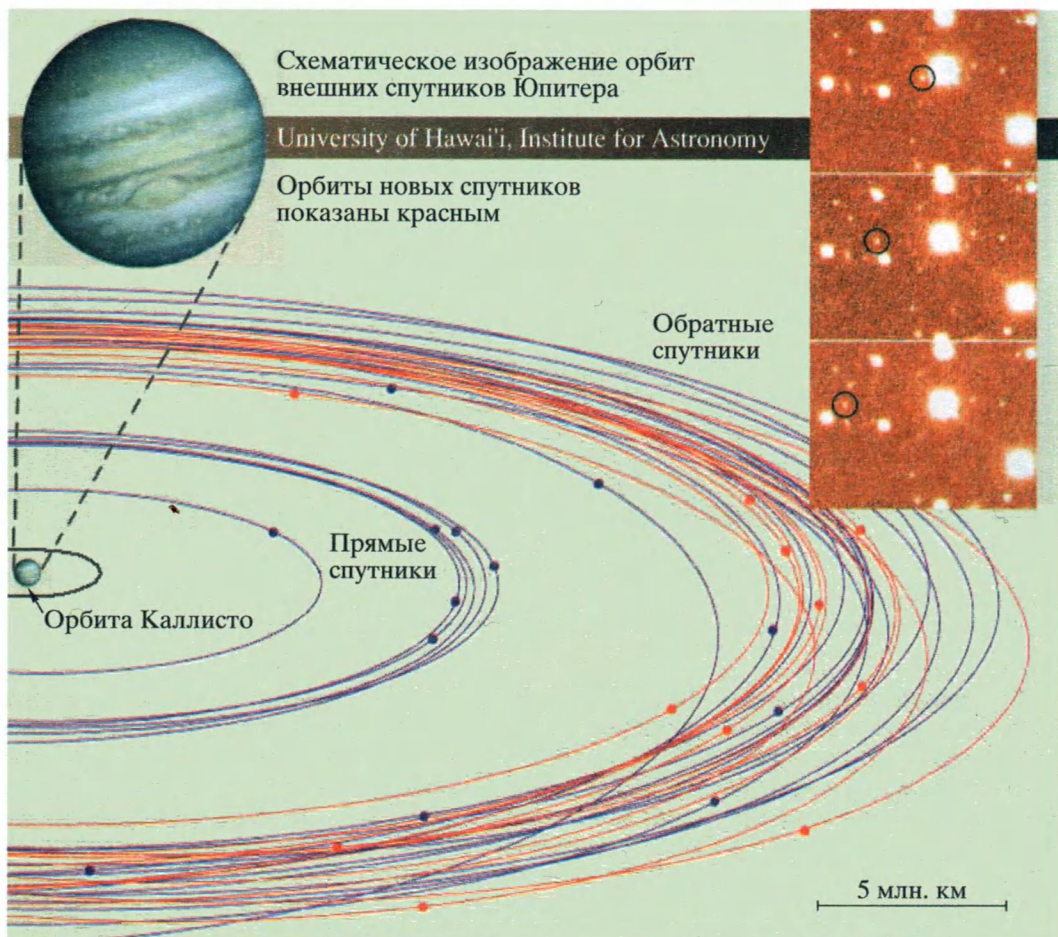 Схематическое изображение орбит
внешних спутников Юпитера
University of Hawai'i, Institute for Astronomy
Орбиты новых спутников
показаны красным
Обратные
спутники
Прямые
спутники
Орбита Каллисто
5 млн. км